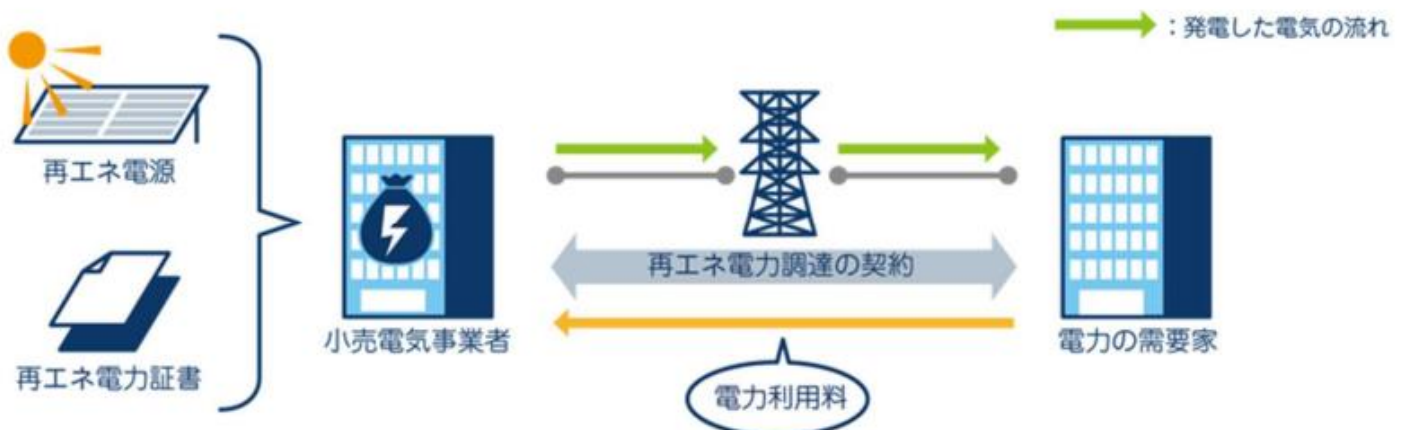 ：発電した電気の流れ
再エネ電源
再エネ電力調達の契約
小売電気事業者
電力の需要家
再エネ電力証書
電力利用料